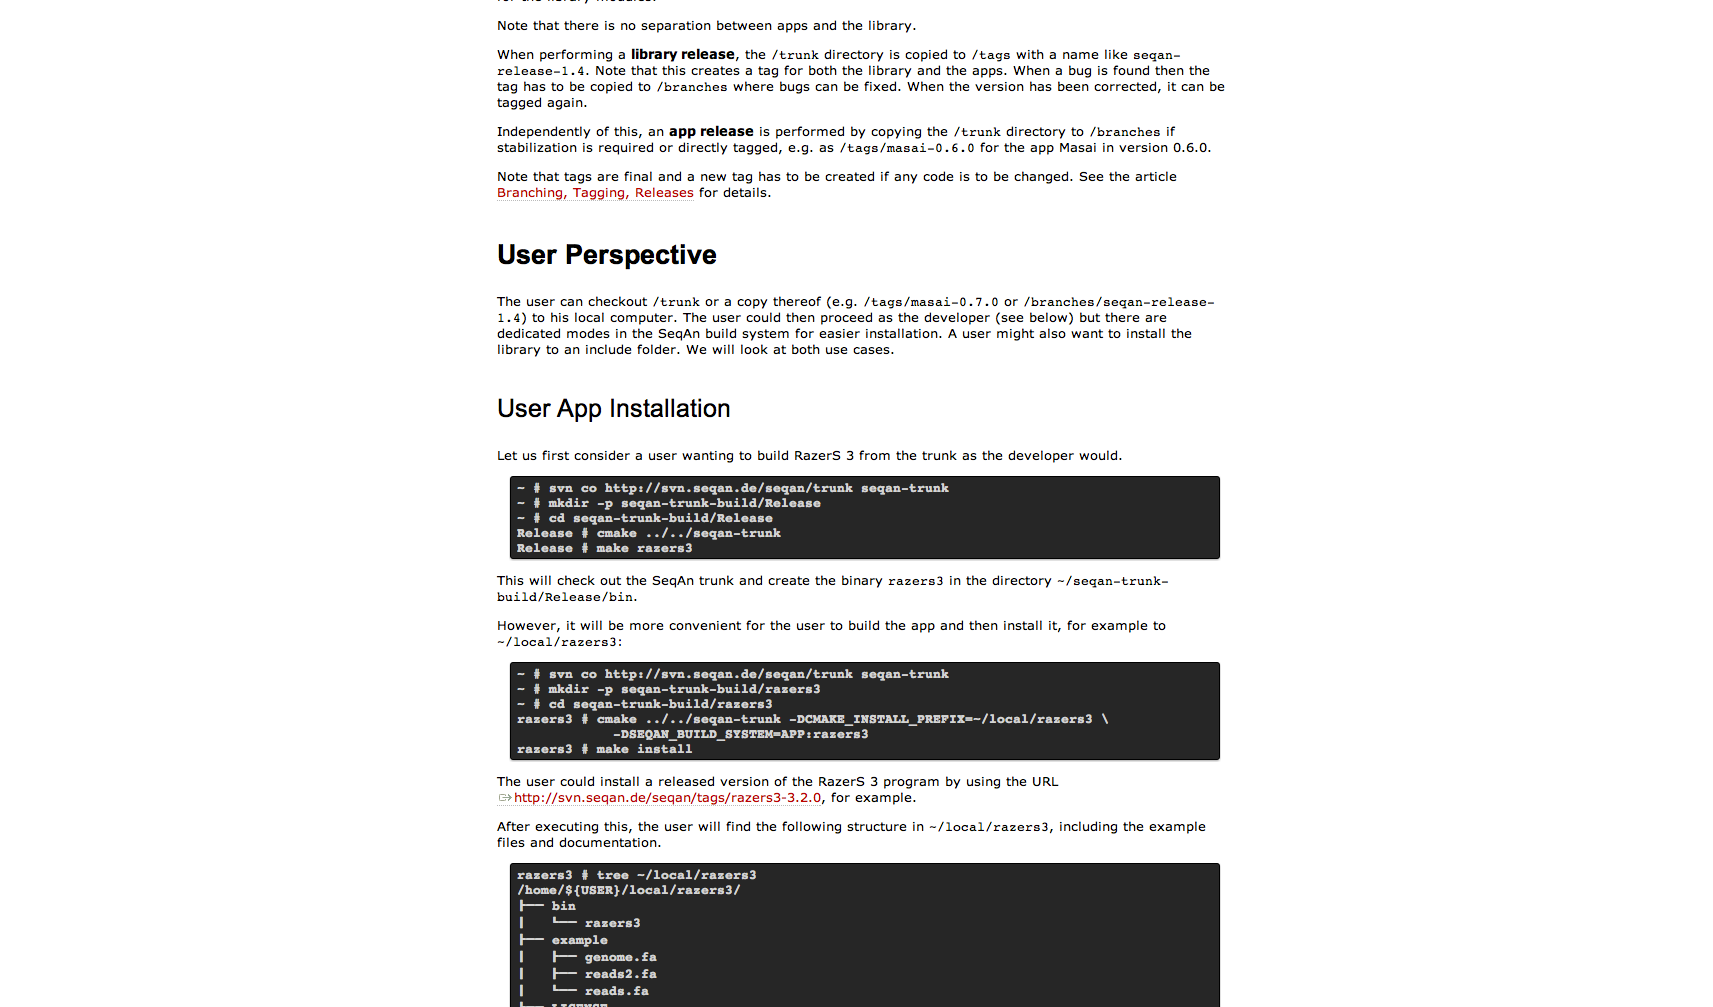 Note that there is no separation between apps and the library.
When performing a library release, the /trunk directory is copied to /tags with a name like seqan-
release-1.4. Note that this creates a tag for both the library and the apps. When a bug is found then the
tag has to be copied to /branches where bugs can be fixed. When the version has been corrected, it can be
tagged again.
Independently of this, an app release is performed by copying the /trunk directory to /branches if
stabilization is required or directly tagged, e.g. as /tags/masai-0.6.0 for the app Masai in version 0.6.0.
Note that tags are final and a new tag has to be created if any code is to be changed. See the article
Branching, Tagging, Releases for details.
User Perspective
The user can checkout /trunk or a copy thereof (e.g. /tags/masai-0.7.0 or /branches/seqan-release-
1.4) to his local computer. The user could then proceed as the developer (see below) but there are
dedicated modes in the SeqAn build system for easier installation. A user might also want to install the
library to an include folder. We will look at both use cases.
User App Installation
Let us first consider a user wanting to build RazerS 3 from the trunk as the developer would.
~ # svn co http://svn.seqan.de/seqan/trunk seqan-trunk
~ # mkdir -p seqan-trunk-build/Release
~ # cd seqan-trunk-build/Release
Release # cmake ../../seqan-trunk
Release # make razers3
This will check out the SeqAn trunk and create the binary razers3 in the directory ~/seqan-trunk-
build/Release/bin.
However, it will be more convenient for the user to build the app and then install it, for example to
~/local/razers3:
~ # svn co http://svn.seqan.de/seqan/trunk seqan-trunk
~ # mkdir -p seqan-trunk-build/razers3
~ # cd seqan-trunk-build/razers3
razers3 # cmake ../../seqan-trunk -DCMAKE_INSTALL_PREFIX=~/local/razers3 \
-DSEQAN_BUILD_SYSTEM=APP:razers3
razers3 # make install
The user could install a released version of the RazerS 3 program by using the URL
http://svn.seqan.de/seqan/tags/razers3-3.2.0, for example.
After executing this, the user will find the following structure in ~/local/razers3, including the example
files and documentation.
razers3 # tree ~/local/razers3
/home/${USER}/local/razers3/
├── bin
│   └── razers3
├── example
│   ├── genome.fa
│   ├── reads2.fa
│   └── reads.fa